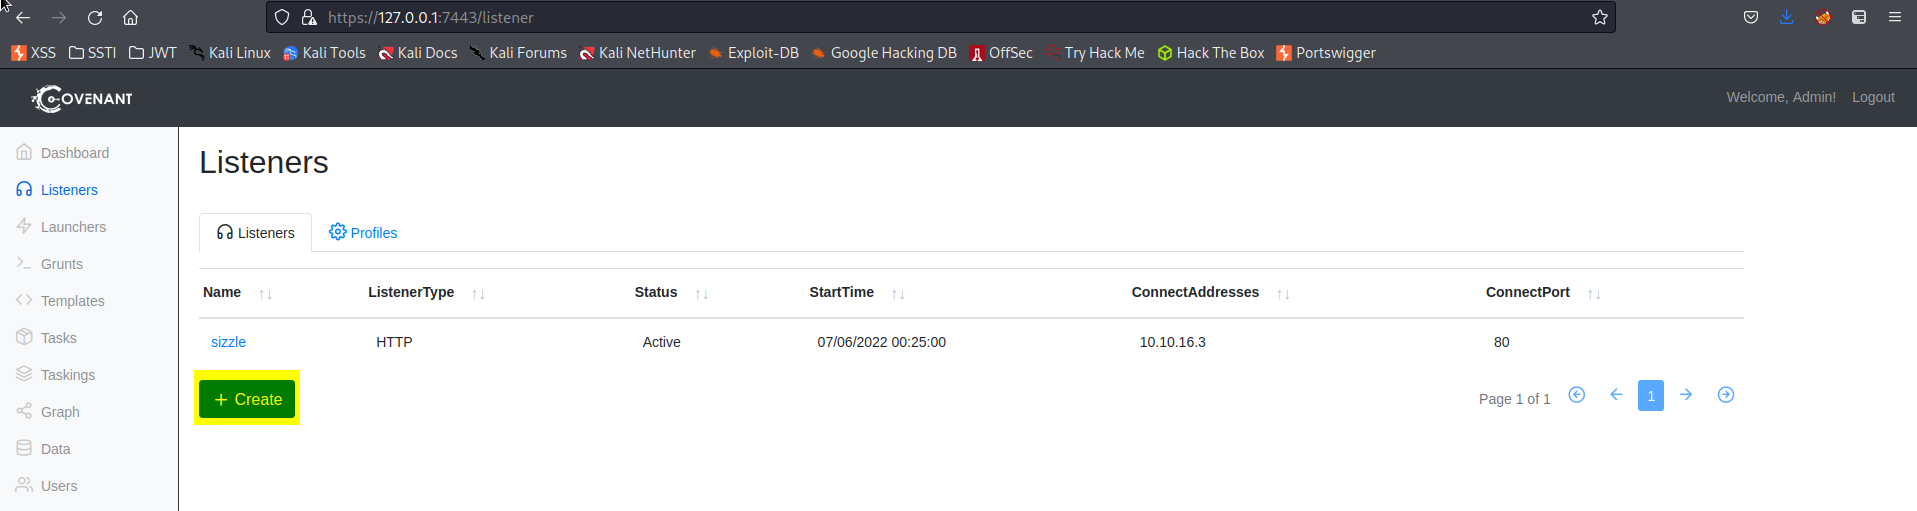 https://127.0.0.1:7443/listener
XSS SSTI JWT Kali Linux Kali Tools Kali Docs Kali Forums Kali NetHunter Exploit-DB Google Hacking DB OffSec Try Hack Me Hack The Box Portswigger
COVENANT Welcome, Admin! Logout
Dashboard
Listeners
Launchers
Grunts
Templates
Tasks
Taskings
Graph
Data
Users
Listeners
Listeners Profiles
Name ↑↓ ListenerType ↑↓ Status ↑↓ StartTime ↑↓ ConnectAddresses ↑↓ ConnectPort ↑↓
sizzle HTTP Active 07/06/2022 00:25:00 10.10.16.3 80
+ Create Page 1 of 1 1